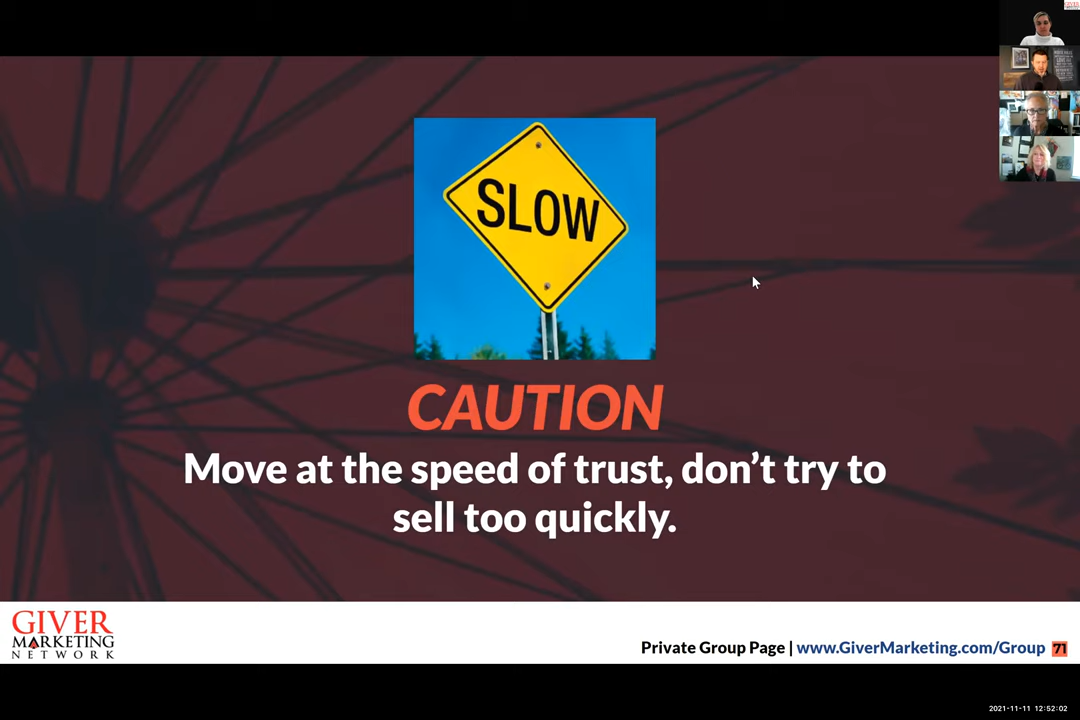 SLOW
CAUTION
Move at the speed of trust, don’t try to
sell too quickly.
GIVER
MARKETING
NETWORK
Private Group Page | www.GiverMarketing.com/Group 71
2021-11-11 12:52:02